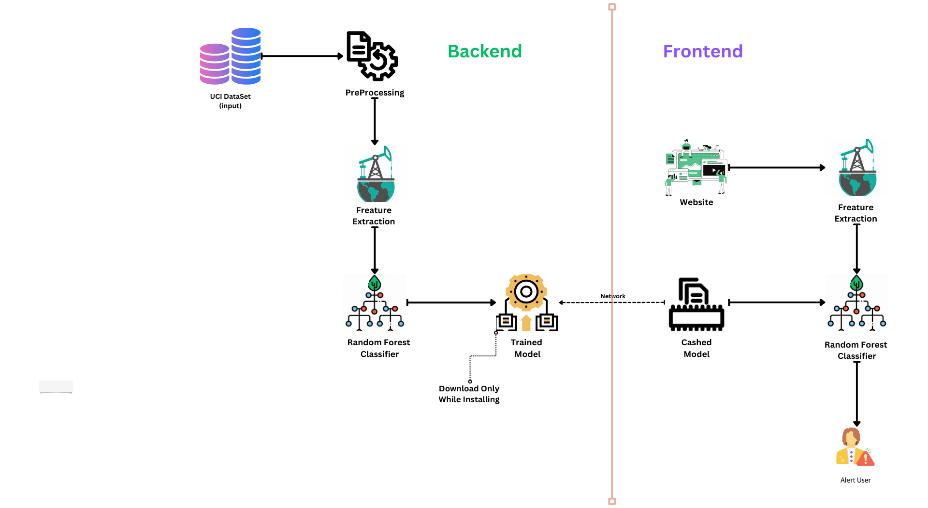 Backend
Frontend
UCI DataSet
(input)
PreProcessing
Freature
Extraction
Random Forest
Classifier
Trained
Model
Download Only
While Installing
Network
Website
Freature
Extraction
Cashed
Model
Random Forest
Classifier
Alert User